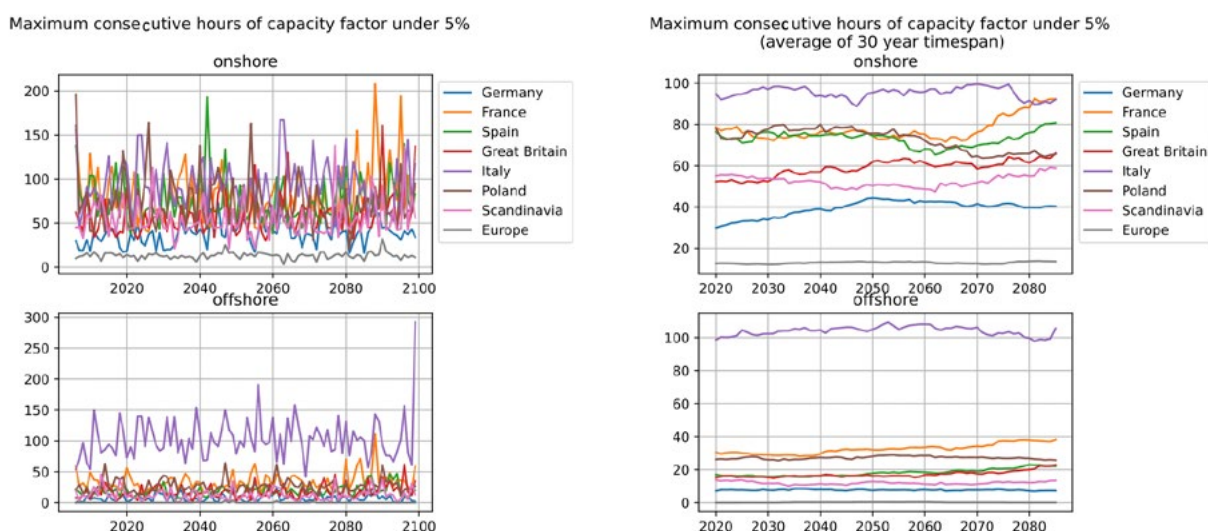 Maximum consecutive hours of capacity factor under 5%
onshore
200
150
100
50
0
2020 2040 2060 2080 2100
Germany
France
Spain
Great Britain
Italy
Poland
Scandinavia
Europe
offshore
300
250
200
150
100
50
0
2020 2040 2060 2080 2100
Maximum consecutive hours of capacity factor under 5%
(average of 30 year timespan)
onshore
100
80
60
40
20
2020 2030 2040 2050 2060 2070 2080
Germany
France
Spain
Great Britain
Italy
Poland
Scandinavia
Europe
offshore
100
80
60
40
20
0
2020 2030 2040 2050 2060 2070 2080